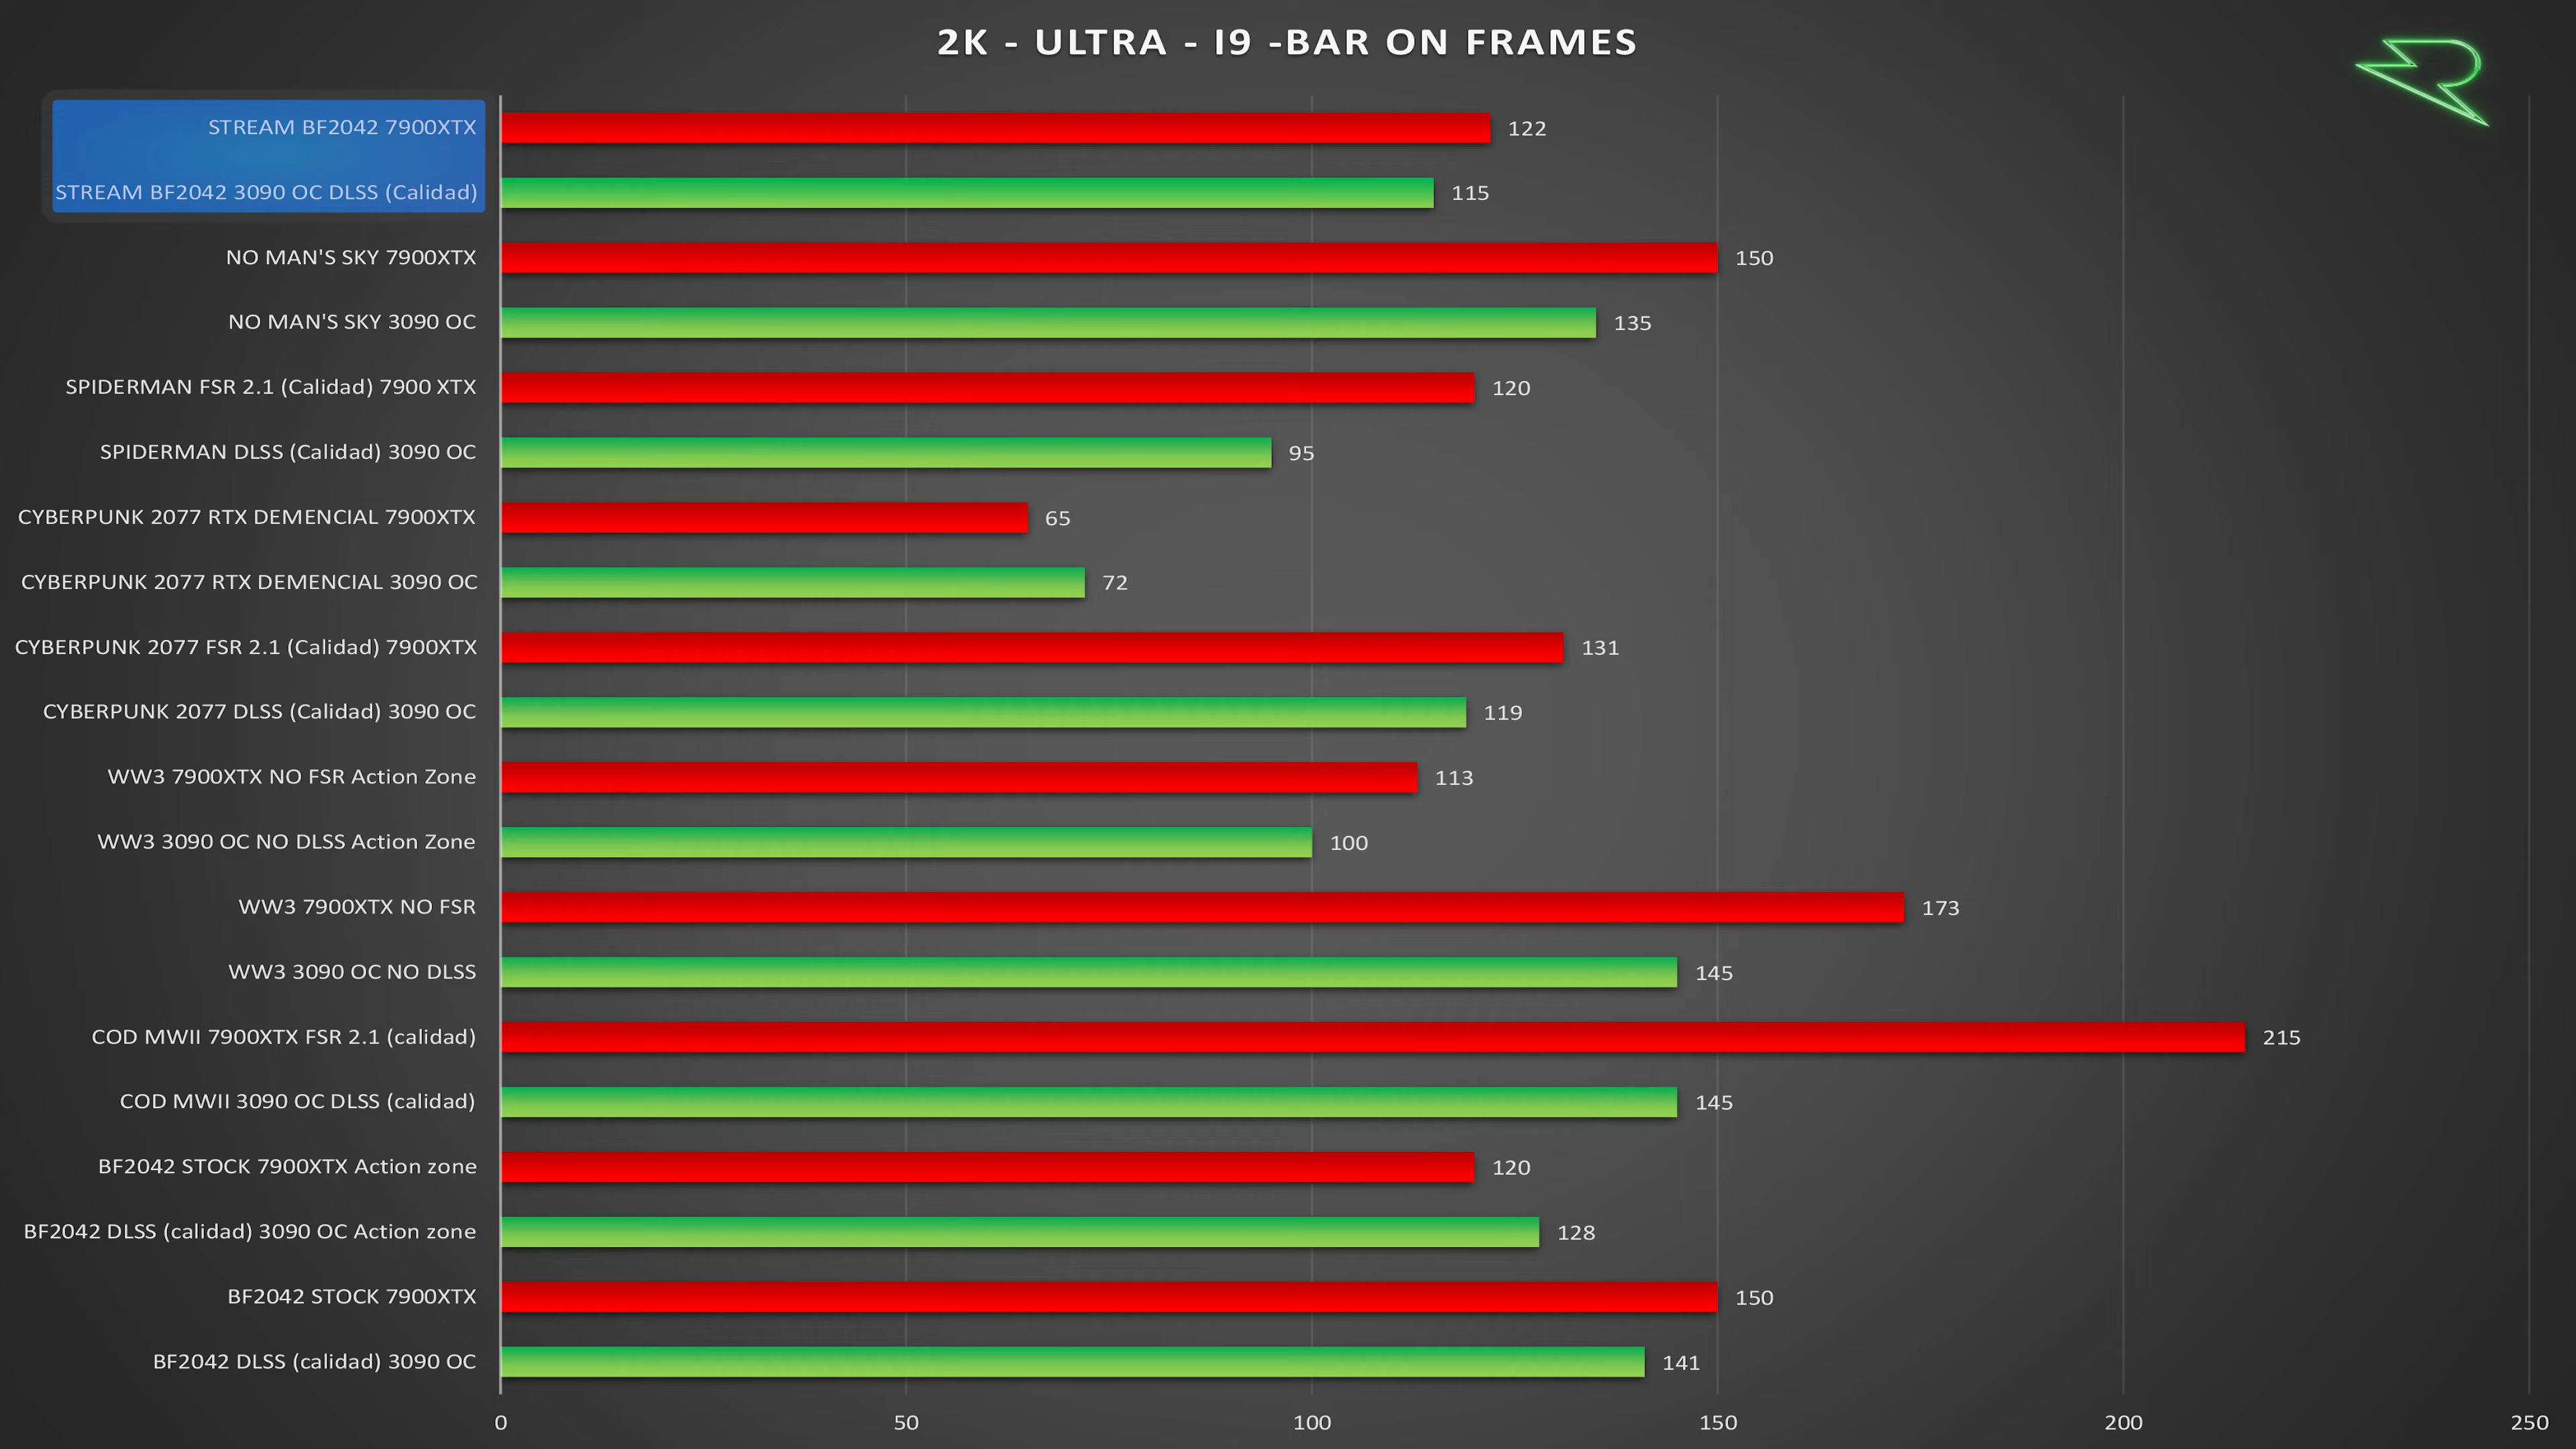 2K - ULTRA - I9 -BAR ON FRAMES
STREAM BF2042 7900XTX 122
STREAM BF2042 3090 OC DLSS (Calidad) 115
NO MAN'S SKY 7900XTX 150
NO MAN'S SKY 3090 OC 135
SPIDERMAN FSR 2.1 (Calidad) 7900 XTX 120
SPIDERMAN DLSS (Calidad) 3090 OC 95
CYBERPUNK 2077 RTX DEMENCIAL 7900XTX 65
CYBERPUNK 2077 RTX DEMENCIAL 3090 OC 72
CYBERPUNK 2077 FSR 2.1 (Calidad) 7900XTX 131
CYBERPUNK 2077 DLSS (Calidad) 3090 OC 119
WW3 7900XTX NO FSR Action Zone 113
WW3 3090 OC NO DLSS Action Zone 100
WW3 7900XTX NO FSR 173
WW3 3090 OC NO DLSS 145
COD MWII 7900XTX FSR 2.1 (calidad) 215
COD MWII 3090 OC DLSS (calidad) 145
BF2042 STOCK 7900XTX Action zone 120
BF2042 DLSS (calidad) 3090 OC Action zone 128
BF2042 STOCK 7900XTX 150
BF2042 DLSS (calidad) 3090 OC 141
0 50 100 150 200 250